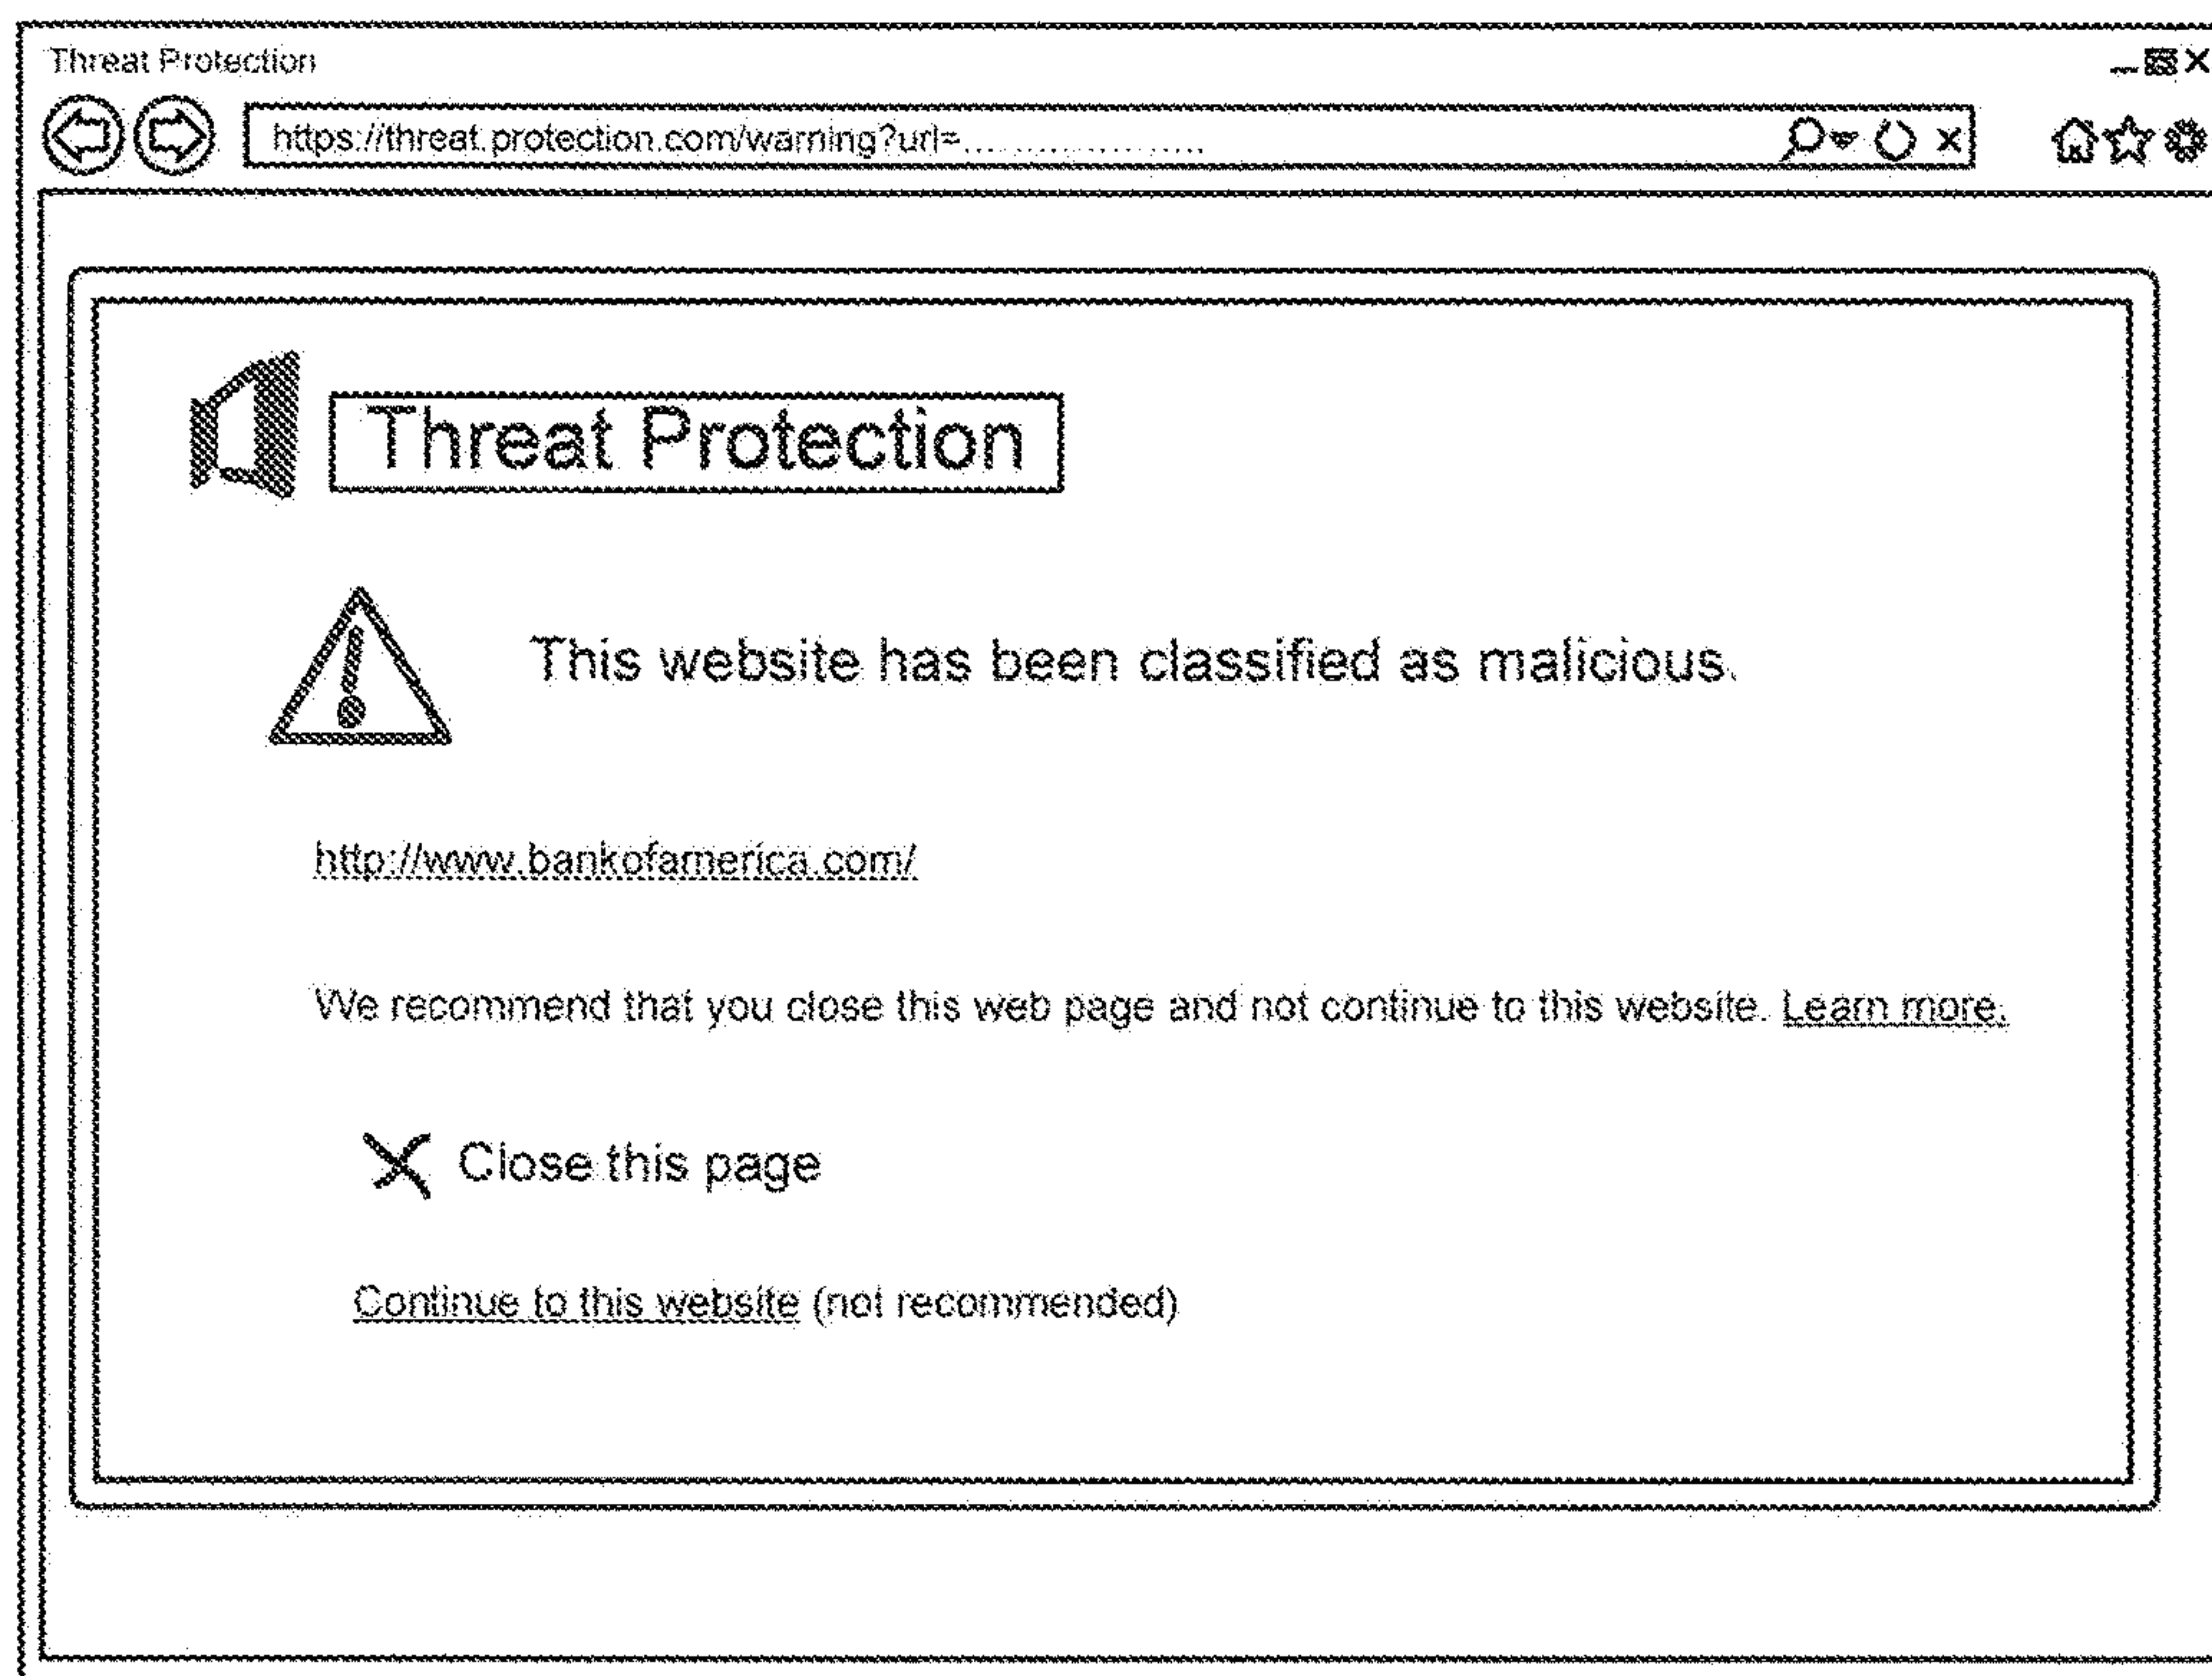 Threat Protection
https://threat.protection.com/warning?url=.....................
Threat Protection
This website has been classified as malicious.
http://www.bankofamerica.com/
We recommend that you close this web page and not continue to this website. Learn more.
Close this page
Continue to this website (not recommended)